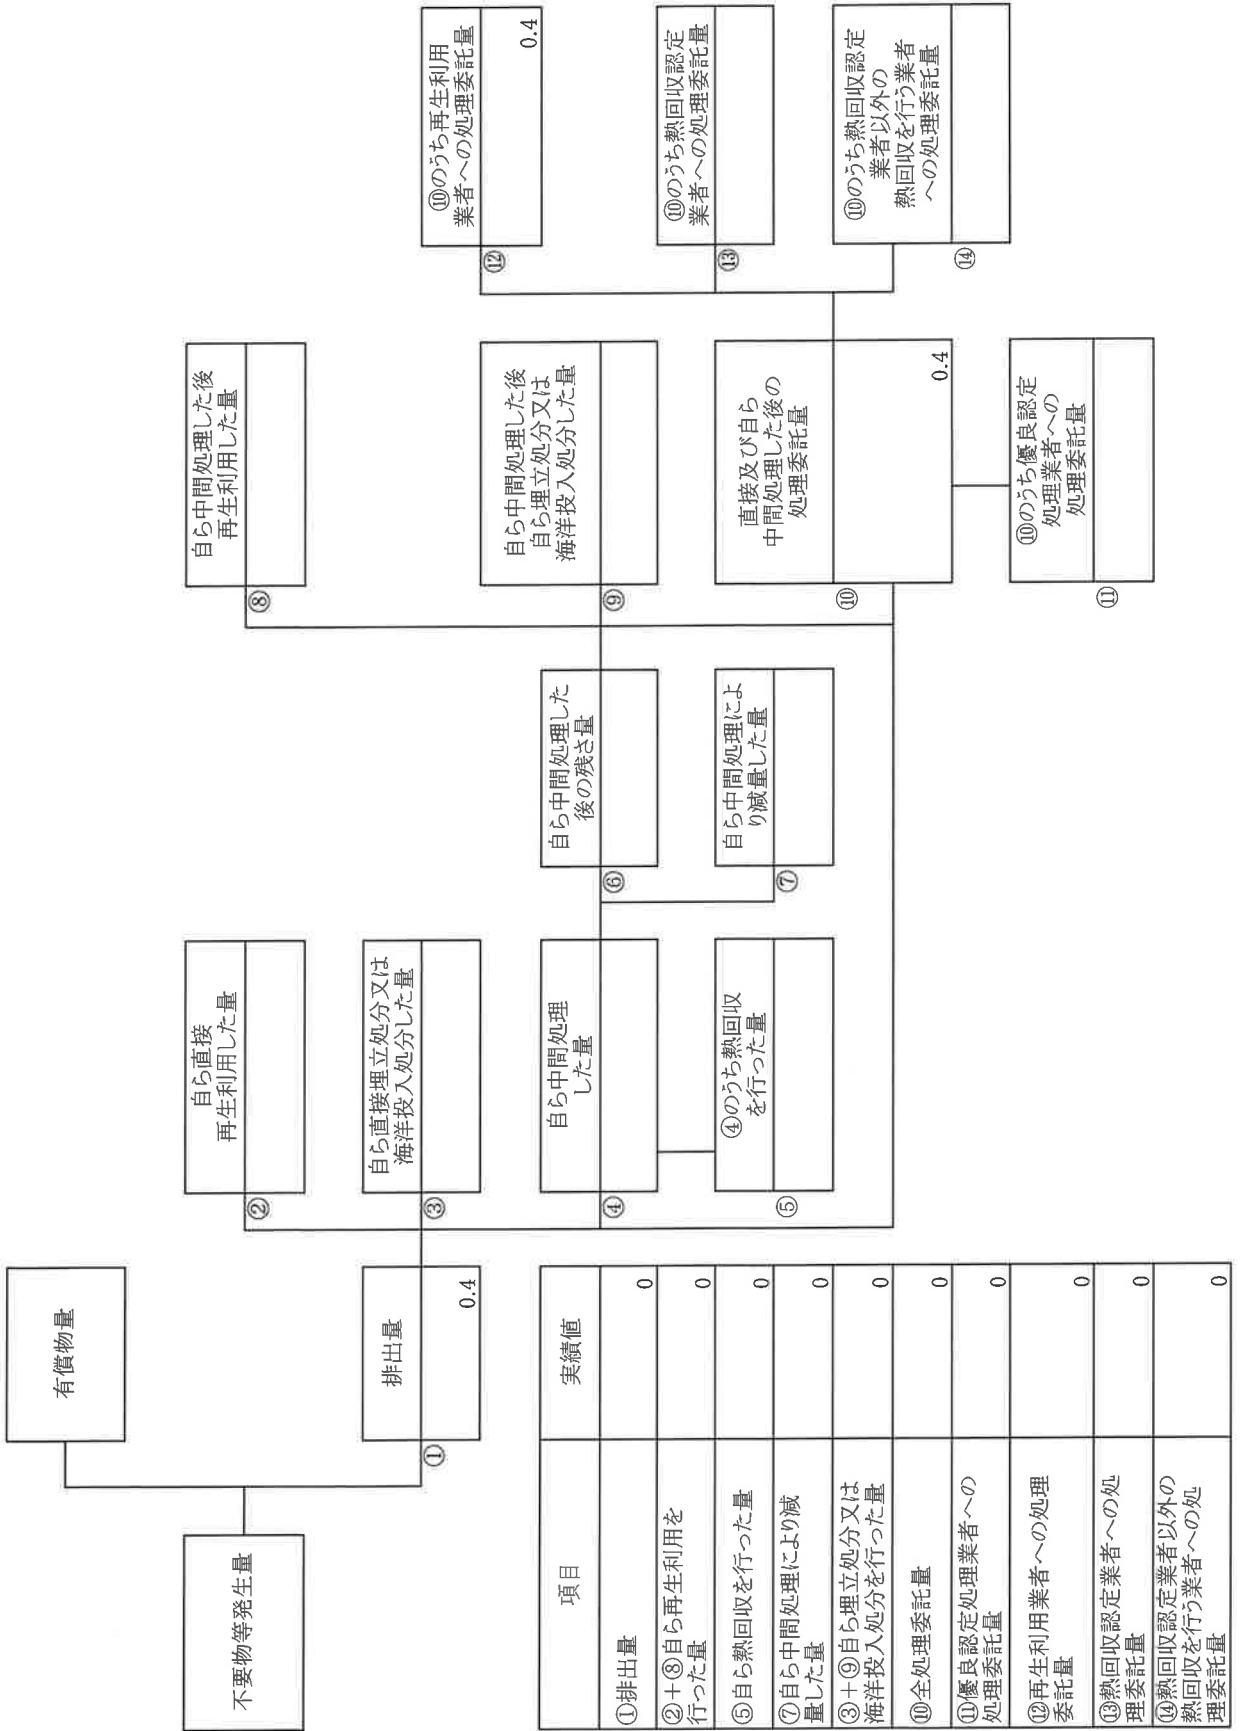 不要物等発生量
有償物量
排出量
①
0.4
自ら直接
再生利用した量
②
自ら直接埋立処分又は
海洋投入処分した量
③
自ら中間処理
した量
④
④のうち熱回収
を行った量
⑤
自ら中間処理した
後の残さ量
⑥
自ら中間処理によ
り減量した量
⑦
自ら中間処理した後
再生利用した量
⑧
自ら中間処理した後
自ら埋立処分又は
海洋投入処分した量
⑨
直接及び自ら
中間処理した後の
処理委託量
⑩
0.4
⑩のうち優良認定
処理業者への
処理委託量
⑪
⑩のうち再生利用
業者への処理委託量
⑫
0.4
⑩のうち熱回収認定
業者への処理委託量
⑬
⑩のうち熱回収認定
業者以外の
熱回収を行う業者
への処理委託量
⑭
項目 実績値
①排出量 0
②+⑧自ら再生利用を
行った量 0
⑤自ら熱回収を行った量 0
⑦自ら中間処理により減
量した量 0
③+⑨自ら埋立処分又は
海洋投入処分を行った量 0
⑩全処理委託量 0
⑪優良認定処理業者への
処理委託量 0
⑫再生利用業者への処理
委託量 0
⑬熱回収認定業者への処
理委託量 0
⑭熱回収認定業者以外の
熱回収を行う業者への処
理委託量 0